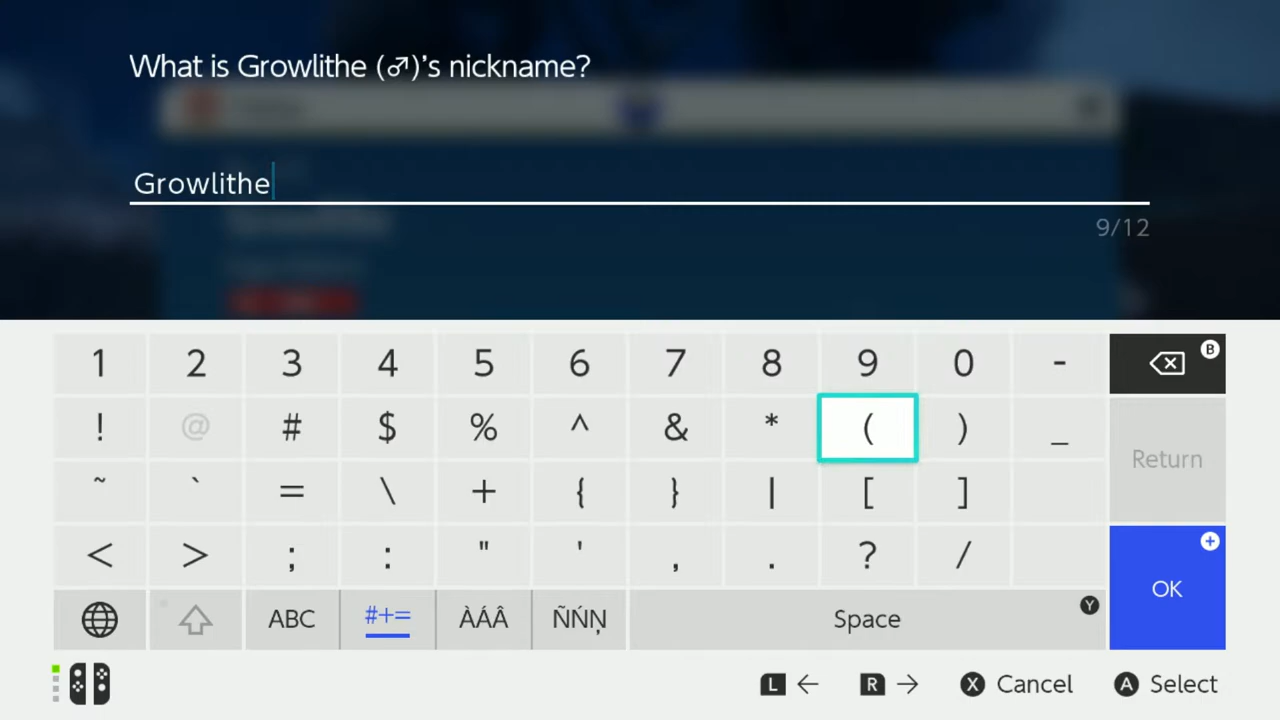 What is Growlithe (♂)'s nickname?
Growlithe
9/12
1 2 3 4 5 6 7 8 9 0 - B
! @ # $ % ^ & * ( ) _
Return
~ ` = \ + { } | [ ]
< > ; : " ' , . ? / +
OK
ABC #+= ÀÁÂ ÑŃŅ Space Y
L ← R → X Cancel A Select